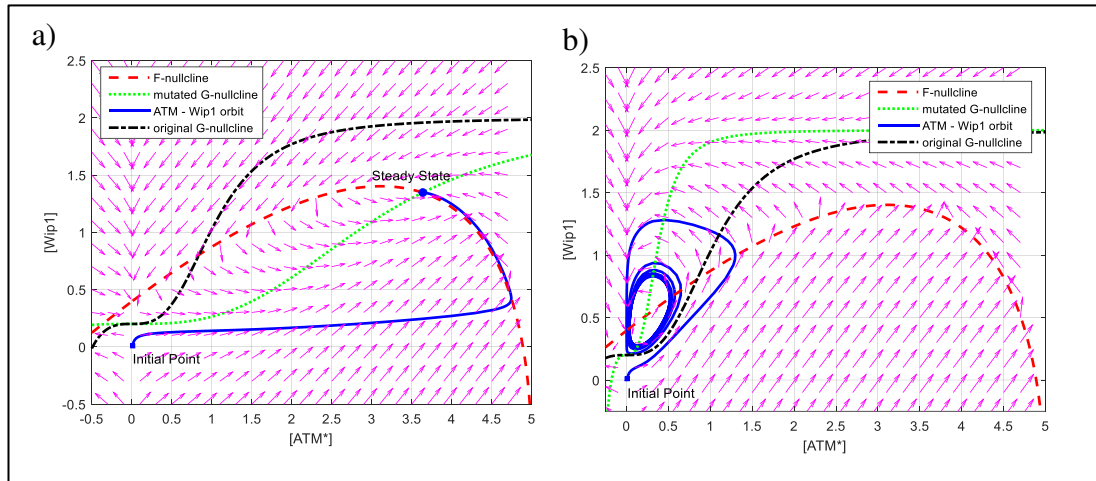 a)
2.5
2
1.5
1
0.5
0
-0.5
[Wip1]
F-nullcline
mutated G-nullcline
ATM - Wip1 orbit
original G-nullcline
Steady State
Initial Point
-0.5 0 0.5 1 1.5 2 2.5 3 3.5 4 4.5 5
[ATM*]
b)
2.5
2
1.5
1
0.5
0
[Wip1]
F-nullcline
mutated G-nullcline
ATM - Wip1 orbit
original G-nullcline
Initial Point
0 0.5 1 1.5 2 2.5 3 3.5 4 4.5 5
[ATM*]